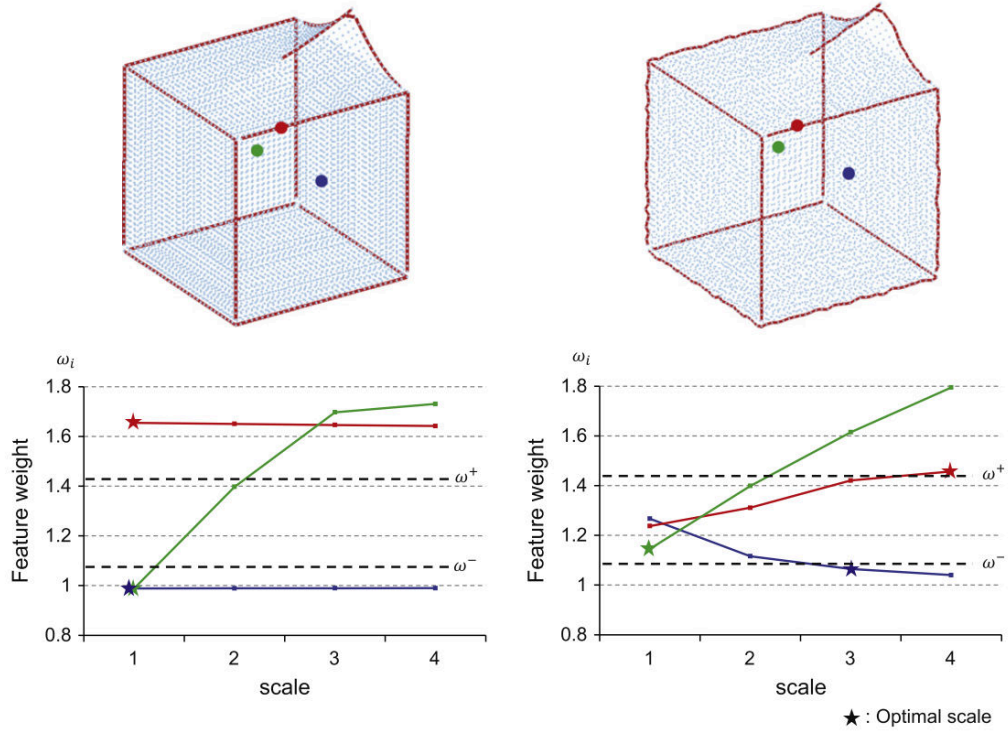 ωᵢ
1.8
1.6
1.4
1.2
1
0.8
Feature weight
ω⁺
ω⁻
1 2 3 4
scale
ωᵢ
1.8
1.6
1.4
1.2
1
0.8
Feature weight
ω⁺
ω⁻
1 2 3 4
scale
★ : Optimal scale